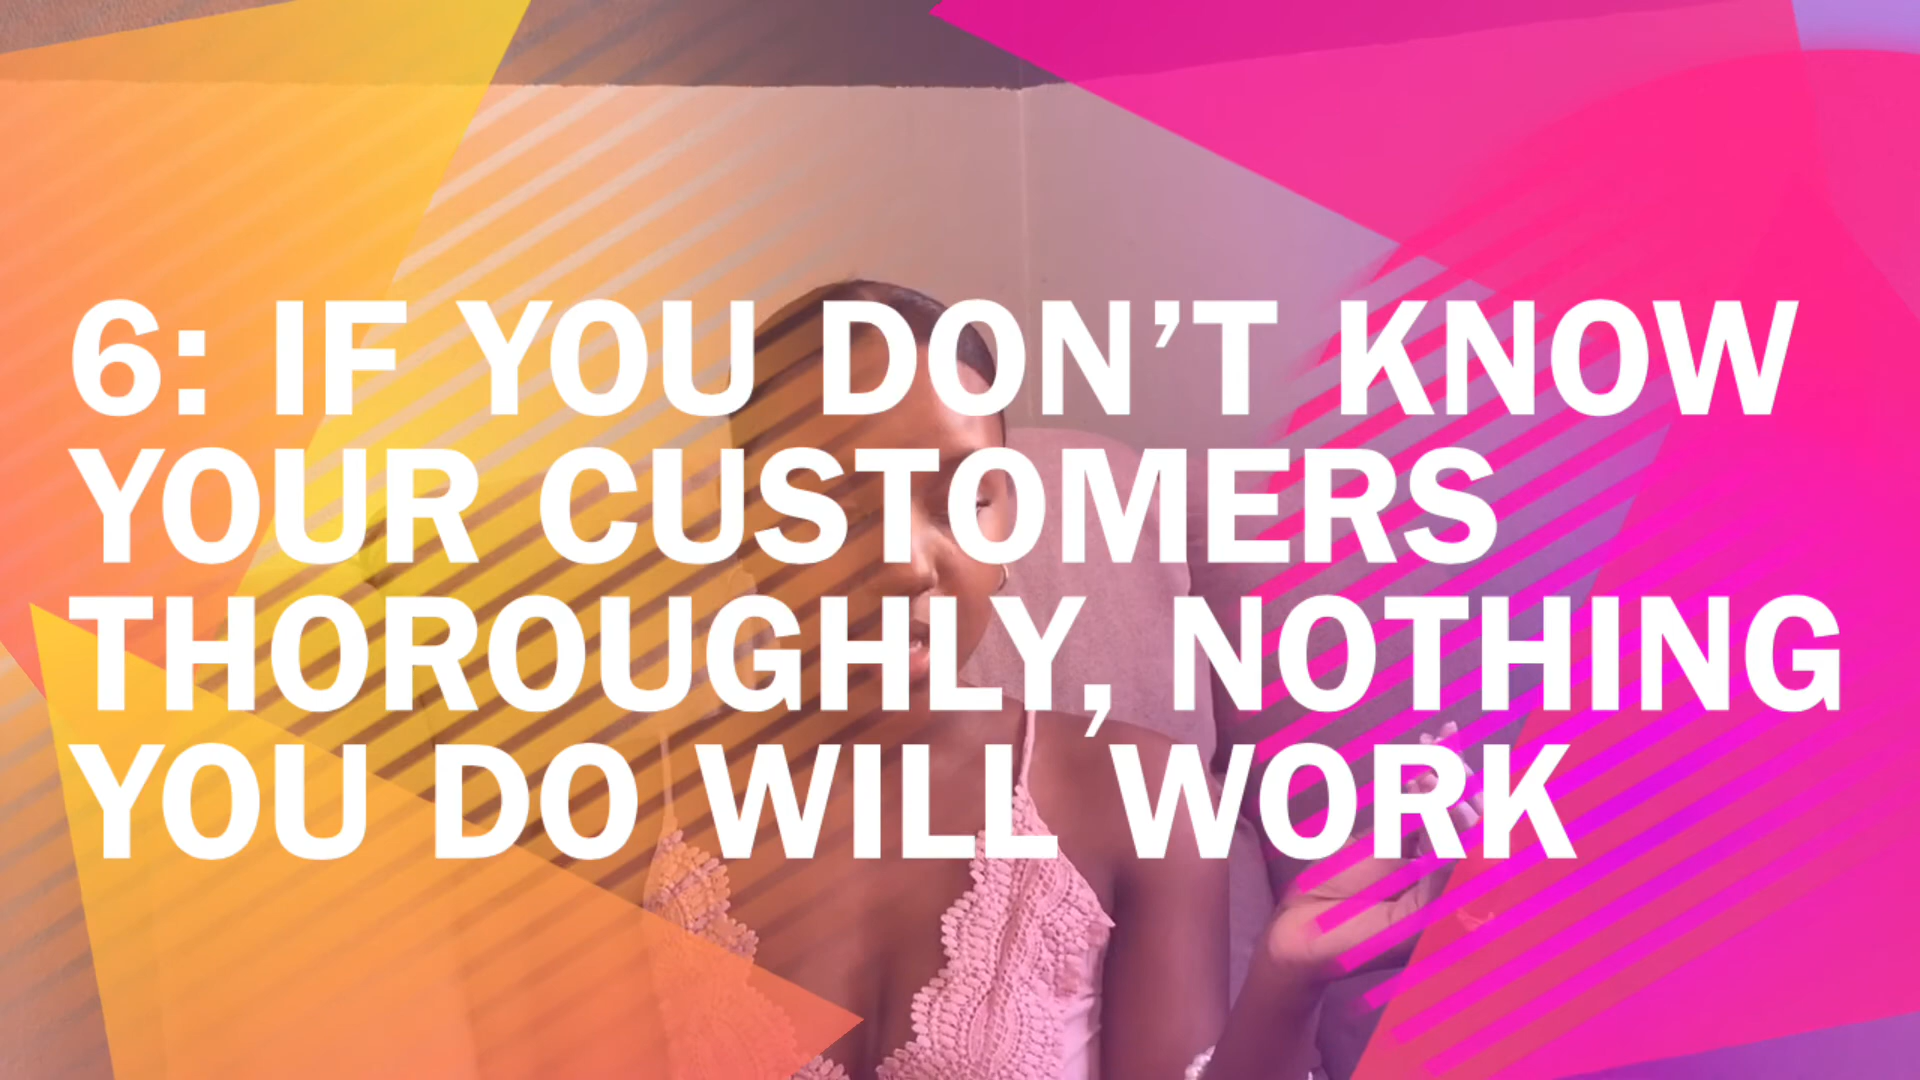 6: IF YOU DON’T KNOW
YOUR CUSTOMERS
THOROUGHLY, NOTHING
YOU DO WILL WORK